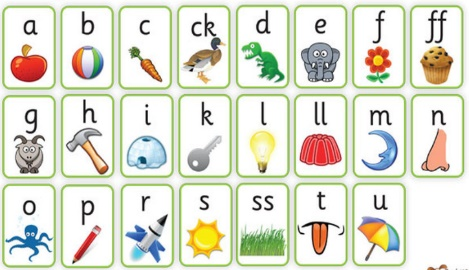 a b c ck d e f ff
g h i k l ll m n
o p r s ss t u